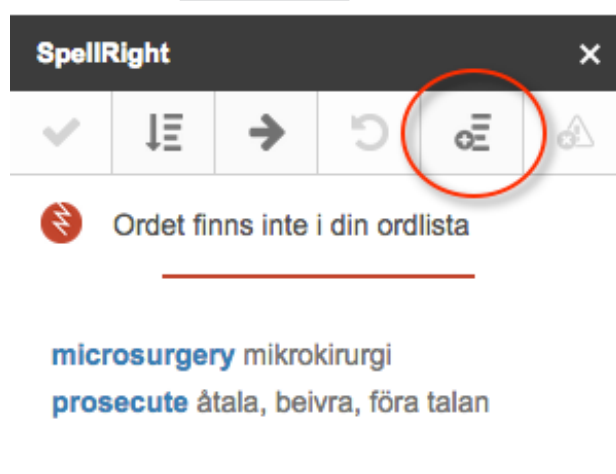 SpellRight
Ordet finns inte i din ordlista
microsurgery mikrokirurgi
prosecute åtala, beivra, föra talan